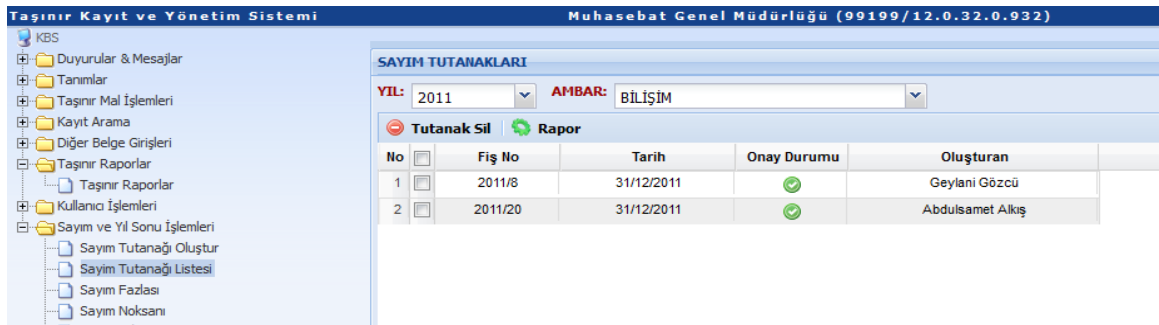 Taşınır Kayıt ve Yönetim Sistemi
Muhasebat Genel Müdürlüğü (99199/12.0.32.0.932)
KBS
Duyurular & Mesajlar
Tanımlar
Taşınır Mal İşlemleri
Kayıt Arama
Diğer Belge Girişleri
Taşınır Raporlar
Taşınır Raporlar
Kullanıcı İşlemleri
Sayım ve Yıl Sonu İşlemleri
Sayım Tutanağı Oluştur
Sayim Tutanağı Listesi
Sayım Fazlası
Sayım Noksanı
SAYIM TUTANAKLARI
YIL: 2011 AMBAR: BİLİŞİM
Tutanak Sil Rapor
No Fiş No Tarih Onay Durumu Oluşturan
1 2011/8 31/12/2011 Geylani Gözcü
2 2011/20 31/12/2011 Abdulsamet Alkış